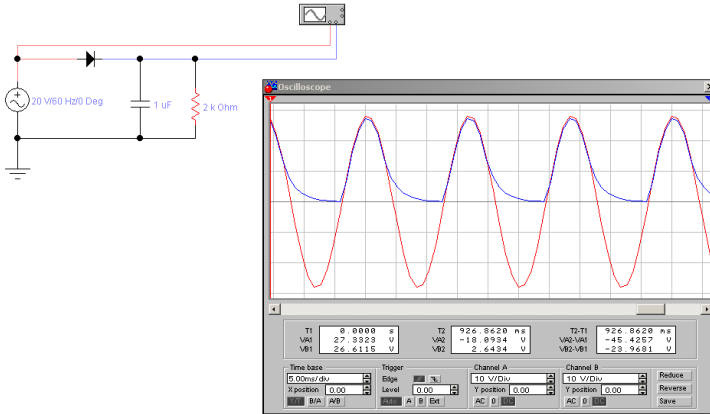 20 V/60 Hz/0 Deg
1 uF
2 k Ohm
Oscilloscope
T1 0.0000 s
VA1 27.3323 V
VB1 26.6115 V
T2 926.8620 ms
VA2 -18.0934 V
VB2 2.6434 V
T2-T1 926.8620 ms
VA2-VA1 -45.4257 V
VB2-VB1 -23.9681 V
Time base
5.00ms/div
X position 0.00
Y/T B/A A/B
Trigger
Edge
Level 0.00
Auto A B Ext
Channel A
10 V/Div
Y position 0.00
AC 0 DC
Channel B
10 V/Div
Y position 0.00
AC 0 DC
Reduce
Reverse
Save